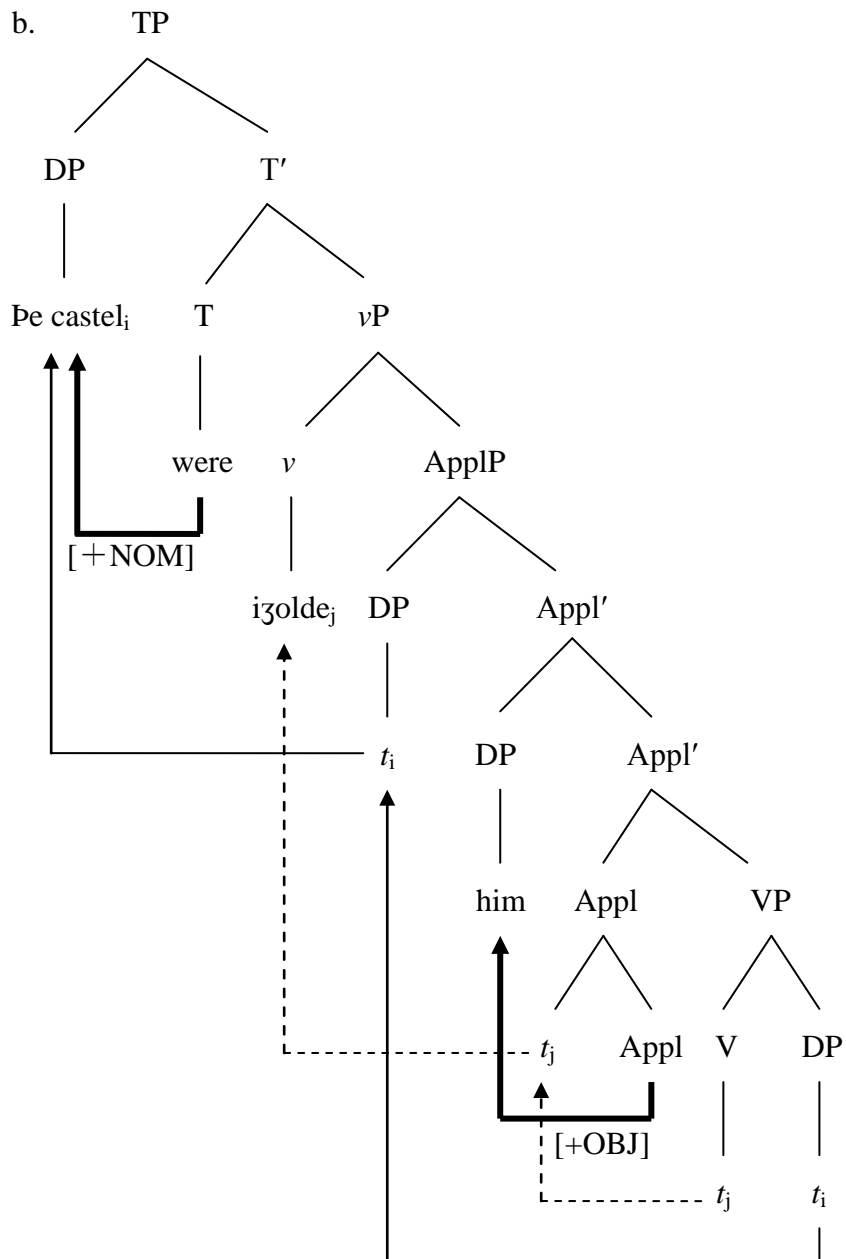 b. TP
DP T′
Þe castelᵢ T vP
were v ApplP
[+NOM]
iȝoldeⱼ DP Appl′
tᵢ DP Appl′
him Appl VP
tⱼ Appl V DP
[+OBJ]
tⱼ tᵢ